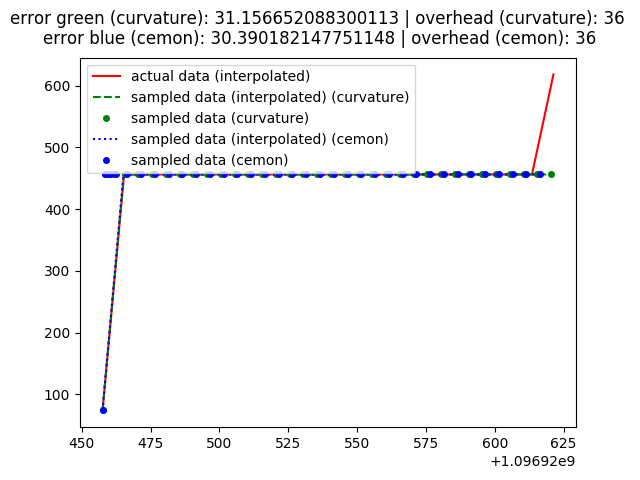 error green (curvature): 31.156652088300113 | overhead (curvature): 36
error blue (cemon): 30.390182147751148 | overhead (cemon): 36
actual data (interpolated)
sampled data (interpolated) (curvature)
sampled data (curvature)
sampled data (interpolated) (cemon)
sampled data (cemon)
600
500
400
300
200
100
450 475 500 525 550 575 600 625
+1.09692e9